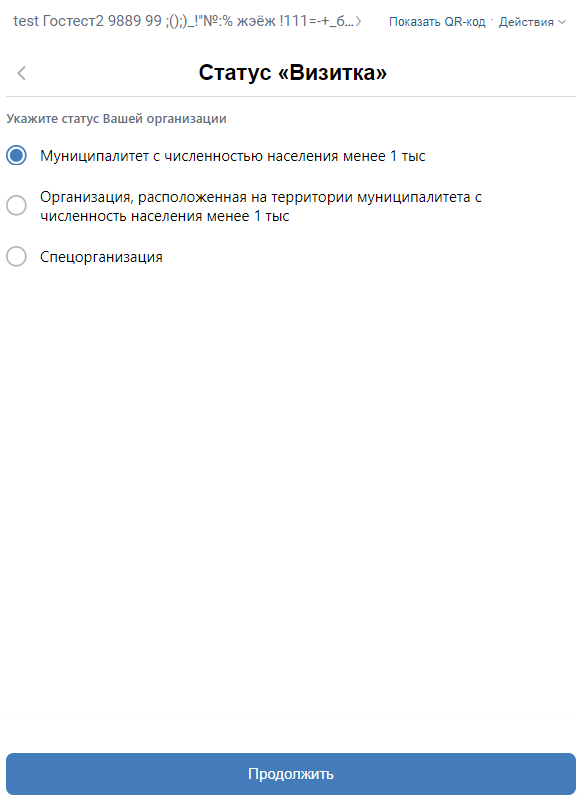 test Гостест2 9889 99 ;();)_!"№:% жэёж !111=-+_б...
Показать QR-код · Действия
Статус «Визитка»
Укажите статус Вашей организации
Муниципалитет с численностью населения менее 1 тыс
Организация, расположенная на территории муниципалитета с
численность населения менее 1 тыс
Спецорганизация
Продолжить